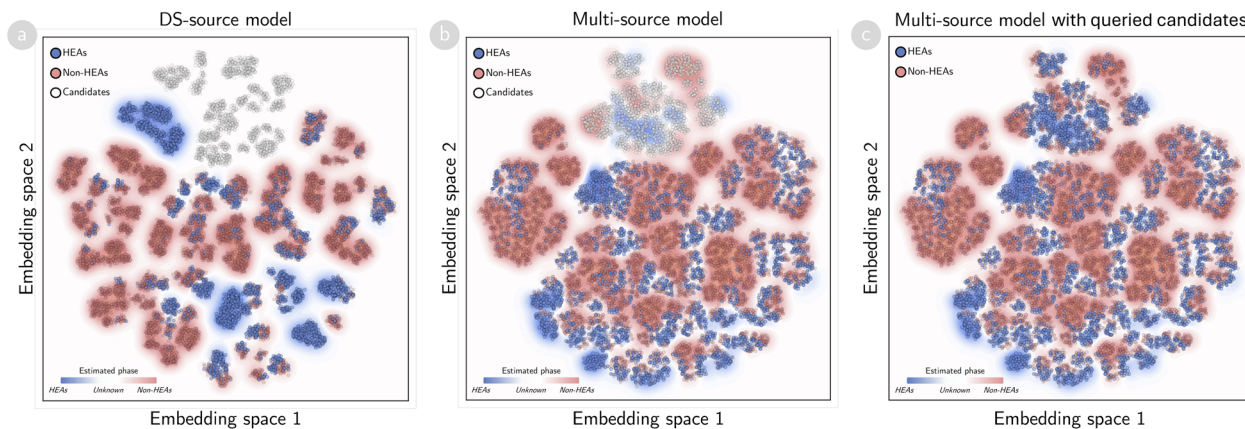 a
DS-source model
HEAs
Non-HEAs
Candidates
Estimated phase
HEAs Unknown Non-HEAs
Embedding space 1
Embedding space 2
b
Multi-source model
HEAs
Non-HEAs
Candidates
Estimated phase
HEAs Unknown Non-HEAs
Embedding space 1
Embedding space 2
c
Multi-source model with queried candidates
HEAs
Non-HEAs
Estimated phase
HEAs Unknown Non-HEAs
Embedding space 1
Embedding space 2